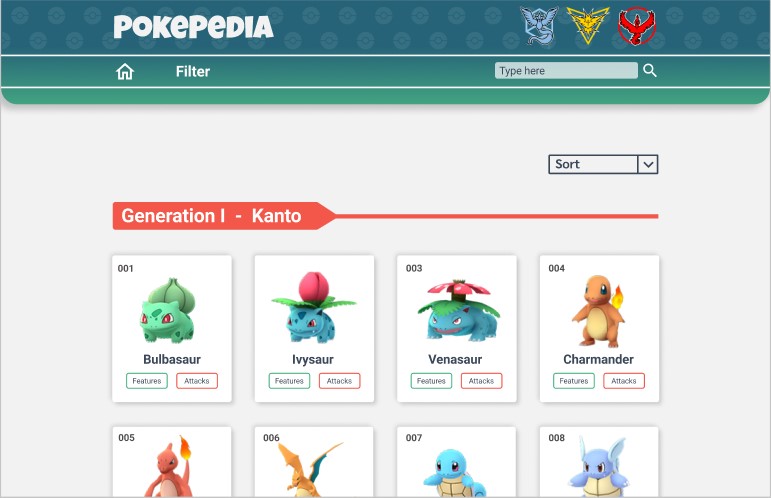 POKePeDia
Filter
Type here
Sort
Generation I - Kanto
001
003
004
Bulbasaur
Ivysaur
Venasaur
Charmander
Features
Attacks
Features
Attacks
Features
Attacks
Features
Attacks
005
006
007
008